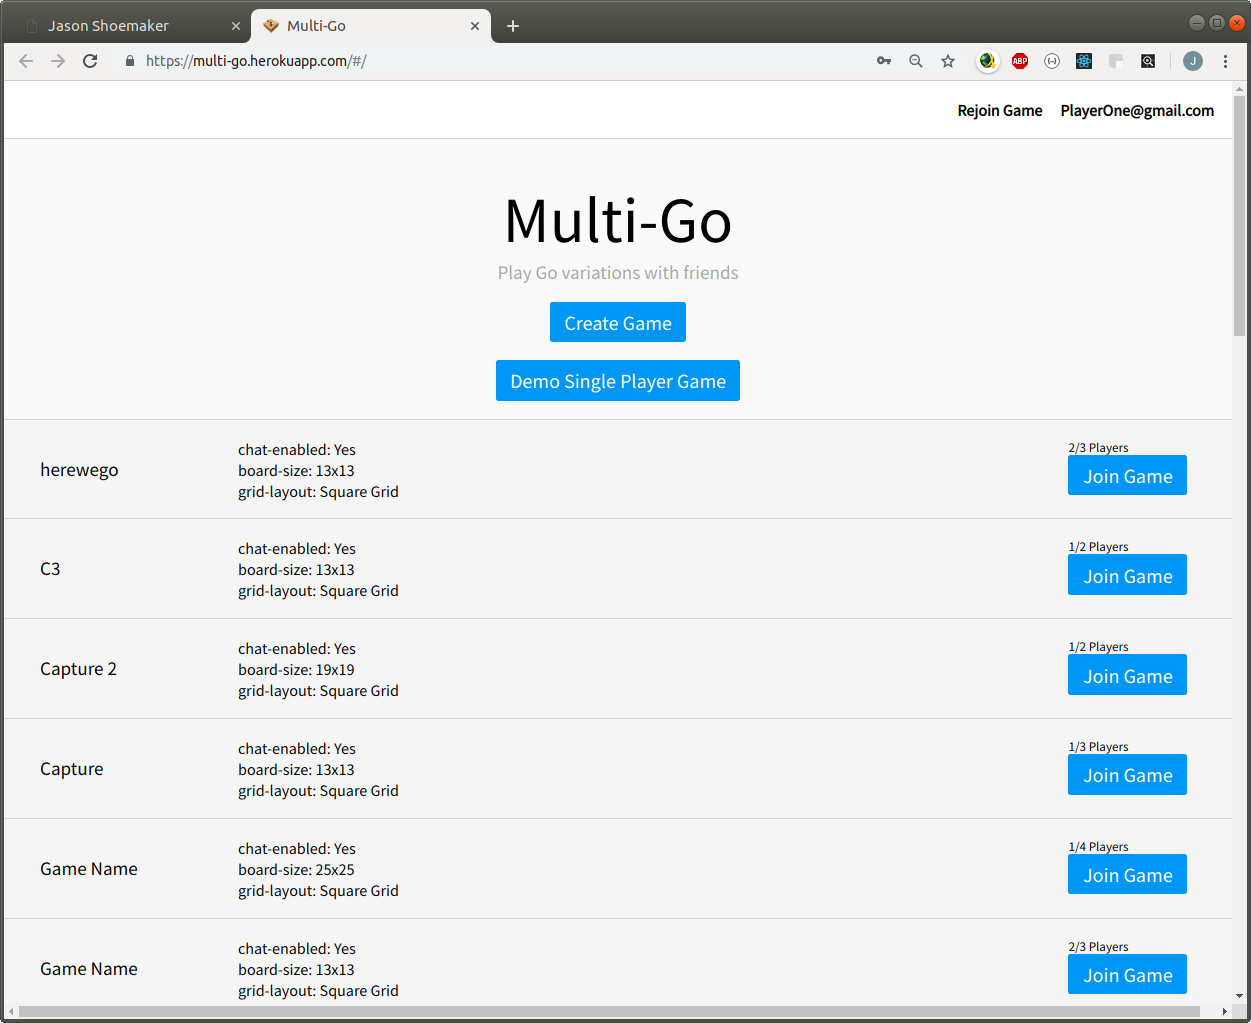 Jason Shoemaker
Multi-Go
https://multi-go.herokuapp.com/#/
ABP
J
Rejoin Game PlayerOne@gmail.com
Multi-Go
Play Go variations with friends
Create Game
Demo Single Player Game
herewego
chat-enabled: Yes
board-size: 13x13
grid-layout: Square Grid
2/3 Players
Join Game
C3
chat-enabled: Yes
board-size: 13x13
grid-layout: Square Grid
1/2 Players
Join Game
Capture 2
chat-enabled: Yes
board-size: 19x19
grid-layout: Square Grid
1/2 Players
Join Game
Capture
chat-enabled: Yes
board-size: 13x13
grid-layout: Square Grid
1/3 Players
Join Game
Game Name
chat-enabled: Yes
board-size: 25x25
grid-layout: Square Grid
1/4 Players
Join Game
Game Name
chat-enabled: Yes
board-size: 13x13
grid-layout: Square Grid
2/3 Players
Join Game